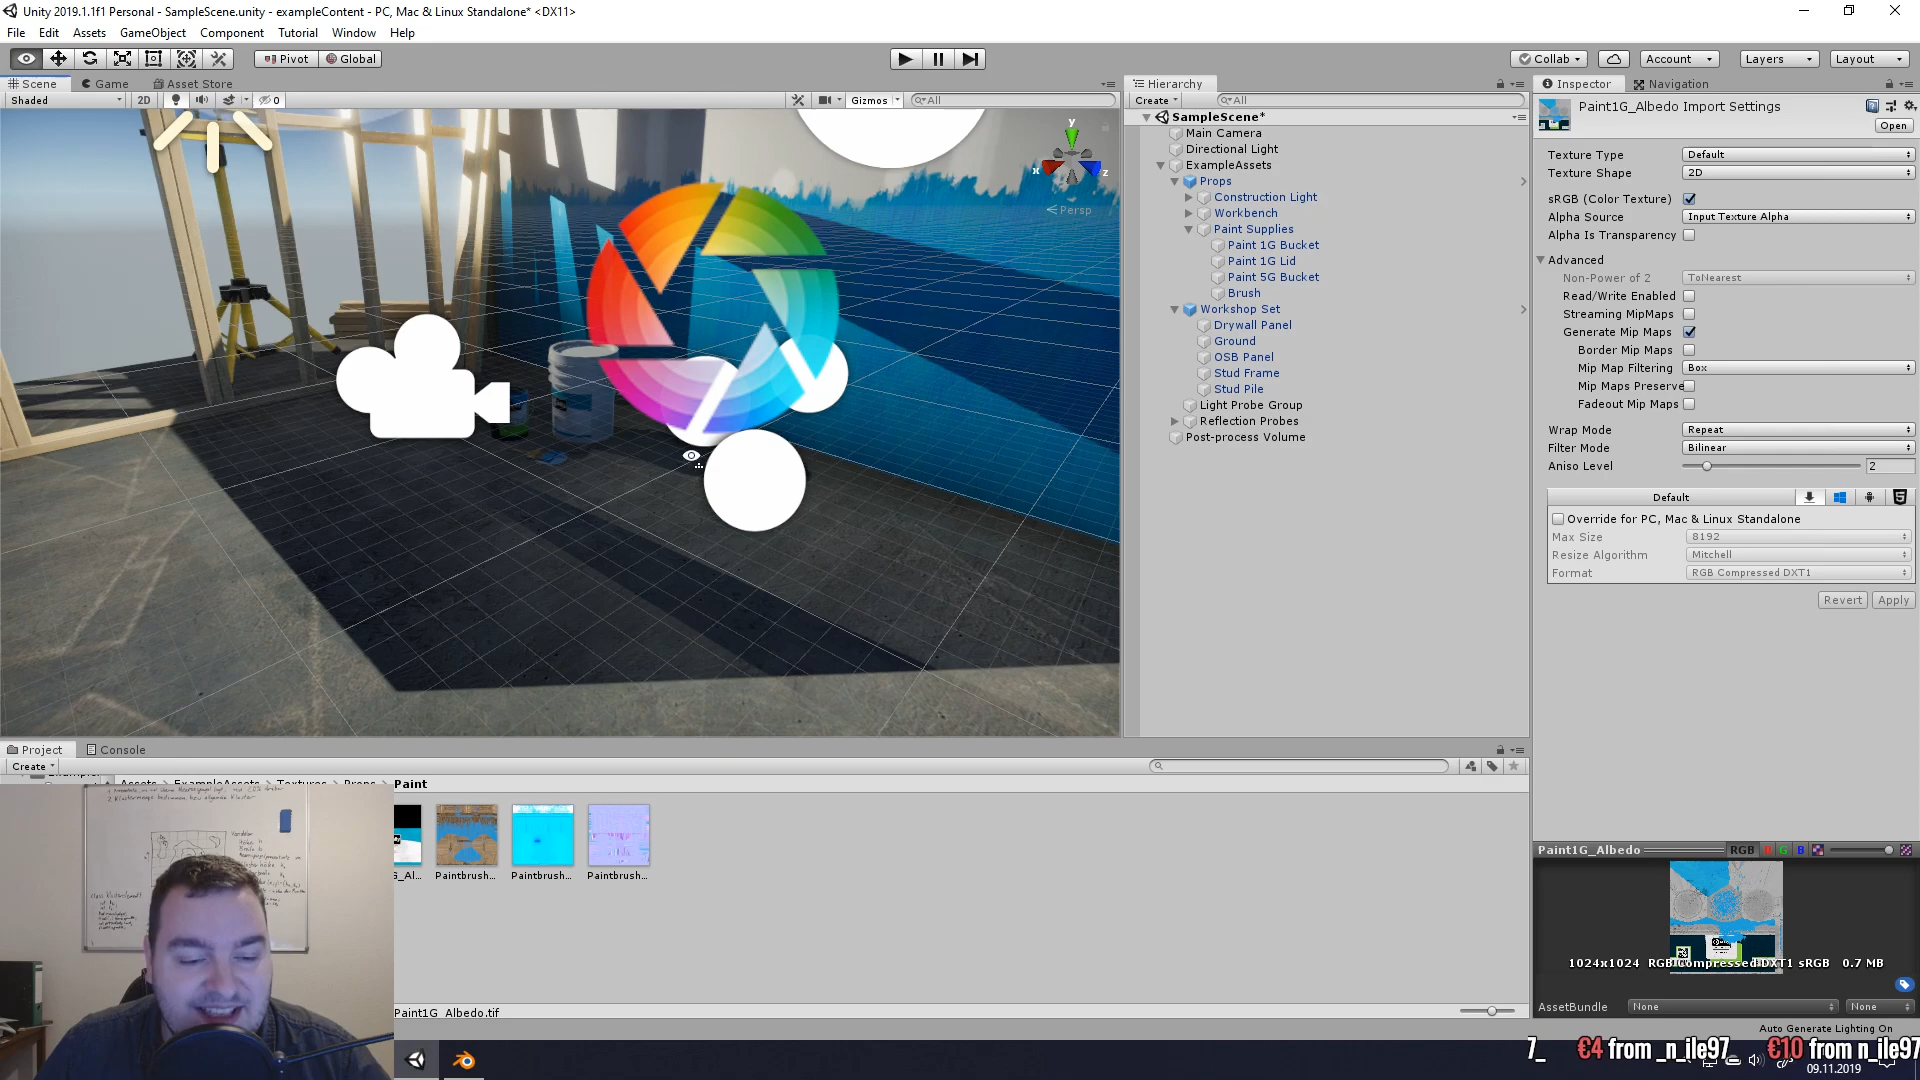 Unity 2019.1.1f1 Personal - SampleScene.unity - exampleContent - PC, Mac & Linux Standalone* <DX11>
File Edit Assets GameObject Component Tutorial Window Help
Pivot Global Collab Account Layers Layout
Scene Game Asset Store
Shaded 2D 0 Gizmos All
y
x
z
Persp
Hierarchy
Create All
SampleScene*
Main Camera
Directional Light
ExampleAssets
Props
Construction Light
Workbench
Paint Supplies
Paint 1G Bucket
Paint 1G Lid
Paint 5G Bucket
Brush
Workshop Set
Drywall Panel
Ground
OSB Panel
Stud Frame
Stud Pile
Light Probe Group
Reflection Probes
Post-process Volume
Inspector Navigation
Paint1G_Albedo Import Settings
Open
Texture Type Default
Texture Shape 2D
sRGB (Color Texture)
Alpha Source Input Texture Alpha
Alpha Is Transparency
Advanced
Non-Power of 2 ToNearest
Read/Write Enabled
Streaming MipMaps
Generate Mip Maps
Border Mip Maps
Mip Map Filtering Box
Mip Maps Preserve
Fadeout Mip Maps
Wrap Mode Repeat
Filter Mode Bilinear
Aniso Level 2
Default
Override for PC, Mac & Linux Standalone
Max Size 8192
Resize Algorithm Mitchell
Format RGB Compressed DXT1
Revert Apply
Project Console
Create
Assets ExampleAssets Textures Props Paint
G_Al... Paintbrush... Paintbrush... Paintbrush...
Paint1G_Albedo.tif
Paint1G_Albedo RGB R G B
1024x1024 RGB Compressed DXT1 sRGB 0.7 MB
AssetBundle None None
Auto Generate Lighting On
7_ €4 from _n_ile97 €10 from n_ile97
09.11.2019